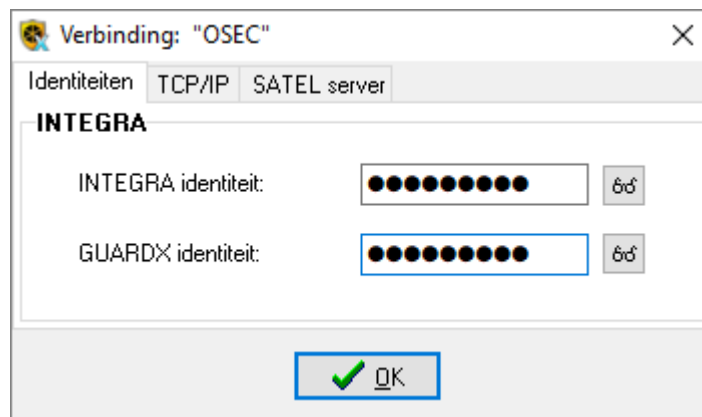 Verbinding: "OSEC"
Identiteiten TCP/IP SATEL server
INTEGRA
INTEGRA identiteit: ●●●●●●●●●
GUARDX identiteit: ●●●●●●●●●
OK